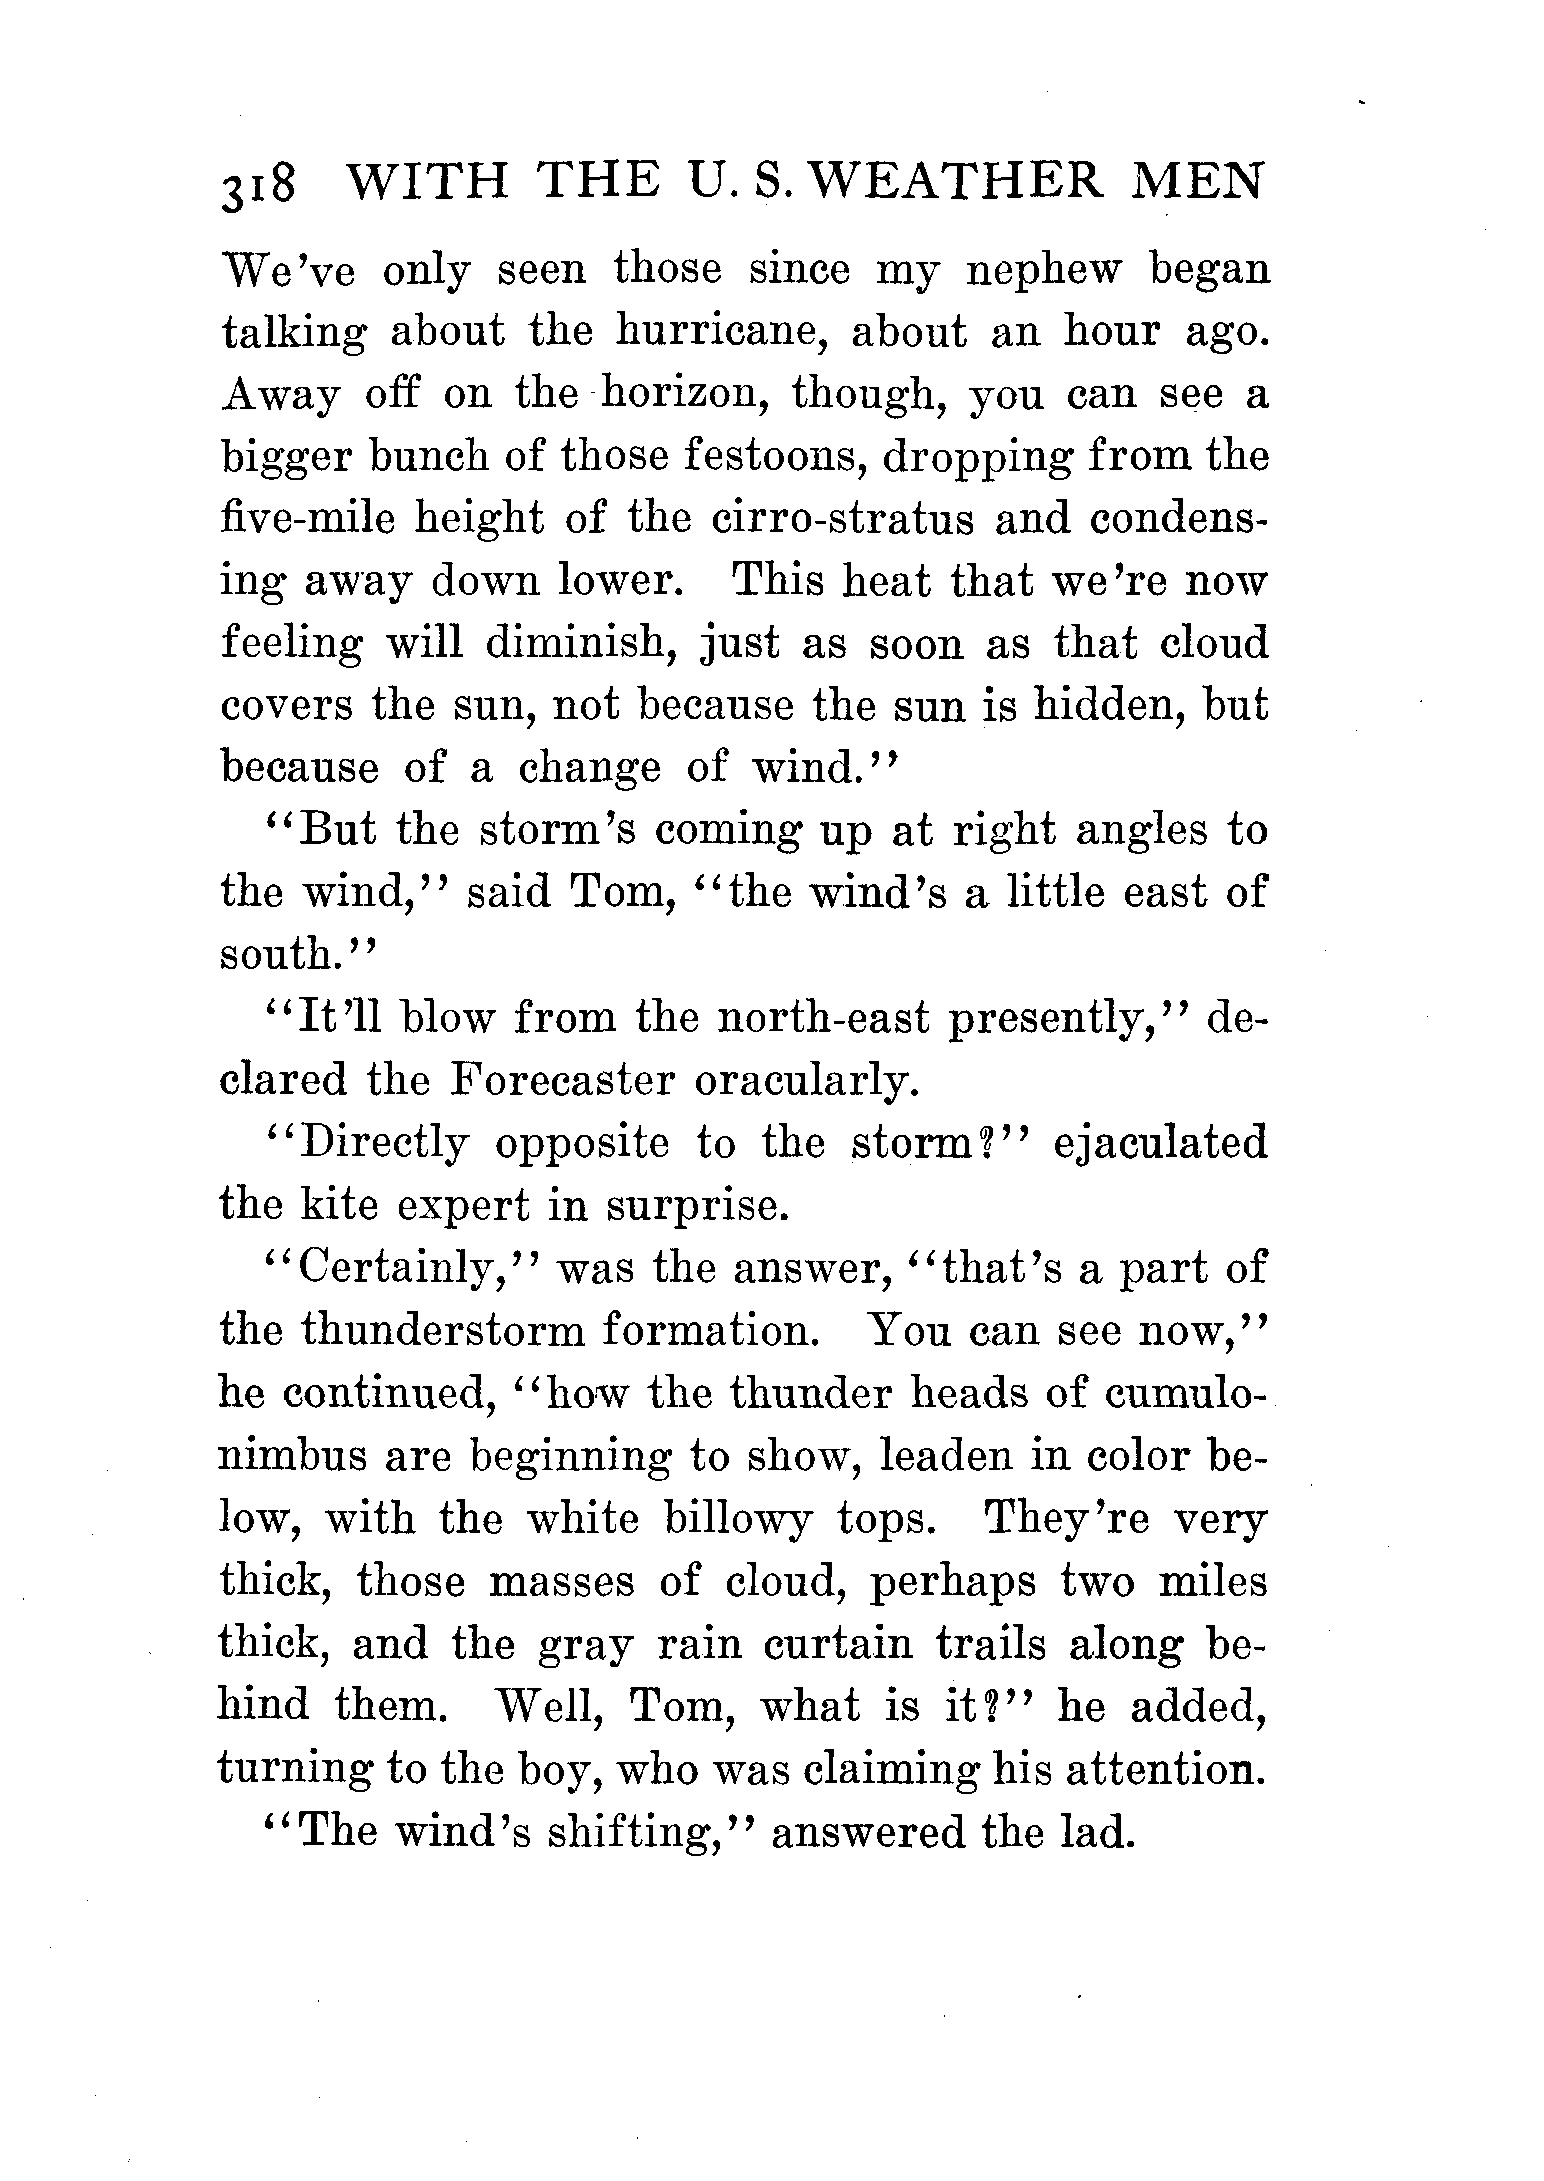 318 WITH THE U. S. WEATHER MEN
We've only seen those since my nephew began
talking about the hurricane, about an hour ago.
Away off on the horizon, though, you can see a
bigger bunch of those festoons, dropping from the
five-mile height of the cirro-stratus and condens-
ing away down lower. This heat that we're now
feeling will diminish, just as soon as that cloud
covers the sun, not because the sun is hidden, but
because of a change of wind."
"But the storm's coming up at right angles to
the wind," said Tom, "the wind's a little east of
south."
"It'll blow from the north-east presently," de-
clared the Forecaster oracularly.
"Directly opposite to the storm?" ejaculated
the kite expert in surprise.
"Certainly," was the answer, "that's a part of
the thunderstorm formation. You can see now,"
he continued, "how the thunder heads of cumulo-
nimbus are beginning to show, leaden in color be-
low, with the white billowy tops. They're very
thick, those masses of cloud, perhaps two miles
thick, and the gray rain curtain trails along be-
hind them. Well, Tom, what is it?" he added,
turning to the boy, who was claiming his attention.
"The wind's shifting," answered the lad.